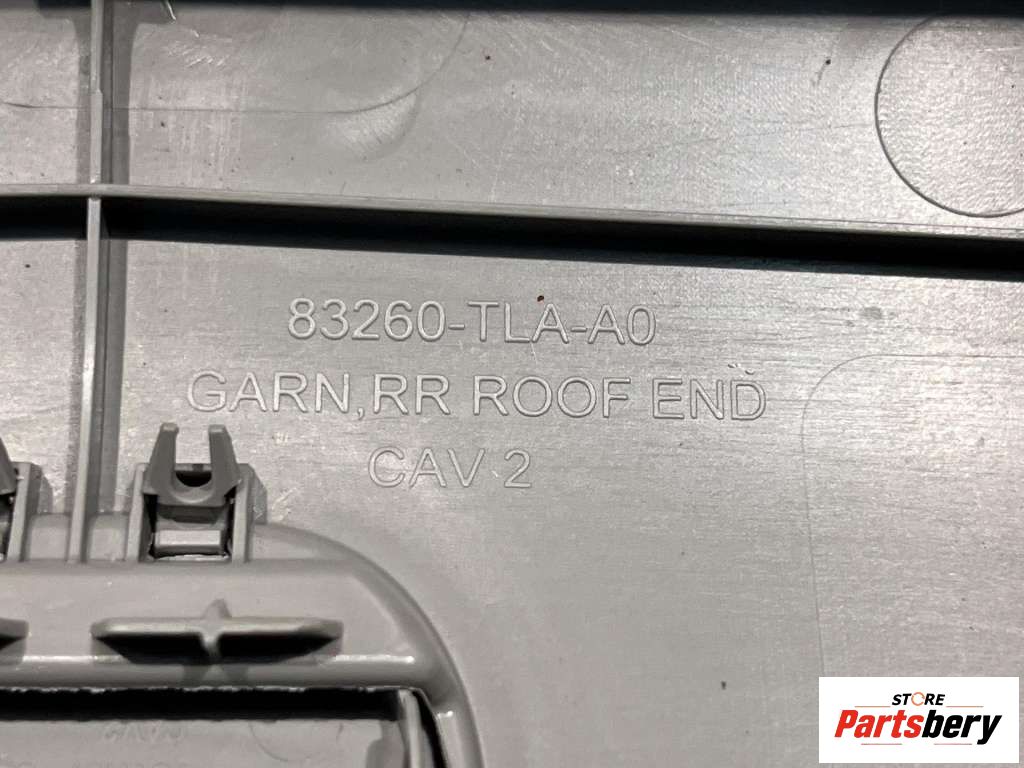 83260-TLA-A0
GARN,RR ROOF END
CAV 2
STORE
Partsbery